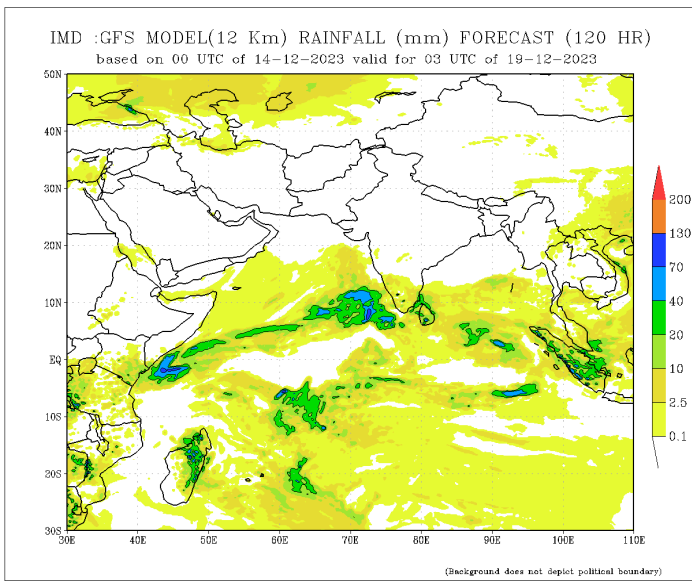 IMD :GFS MODEL(12 Km) RAINFALL (mm) FORECAST (120 HR)
based on 00 UTC of 14-12-2023 valid for 03 UTC of 19-12-2023
50N
40N
30N
20N
10N
EQ
10S
20S
30S
30E 40E 50E 60E 70E 80E 90E 100E 110E
200
130
70
40
20
10
2.5
0.1
(Background does not depict political boundary)